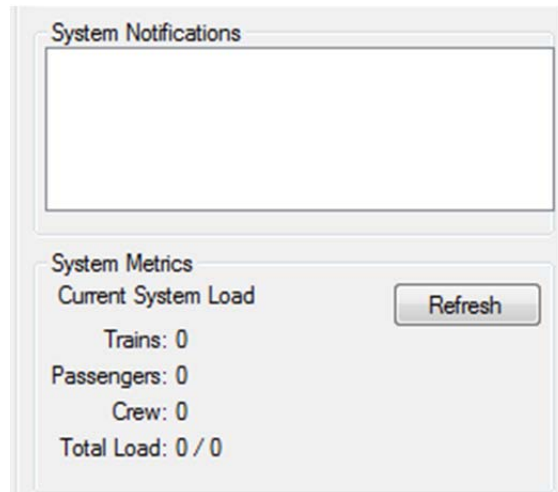 System Notifications
System Metrics
Current System Load
Refresh
Trains: 0
Passengers: 0
Crew: 0
Total Load: 0 / 0